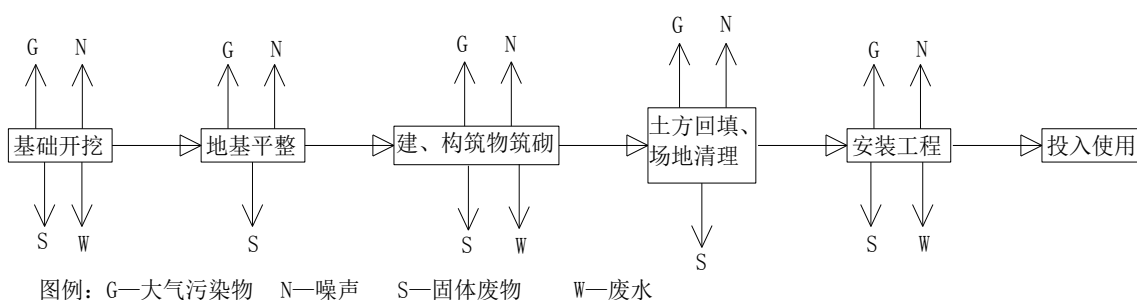 G N G N G N G N G N
基础开挖 地基平整 建、构筑物筑砌 土方回填、 安装工程 投入使用
场地清理
S W S S W S S W
图例：G—大气污染物 N—噪声 S—固体废物 W—废水